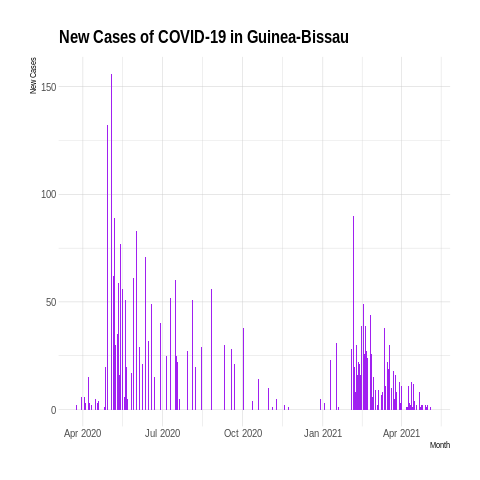 New Cases of COVID-19 in Guinea-Bissau
New Cases
150
100
50
0
Apr 2020 Jul 2020 Oct 2020 Jan 2021 Apr 2021
Month